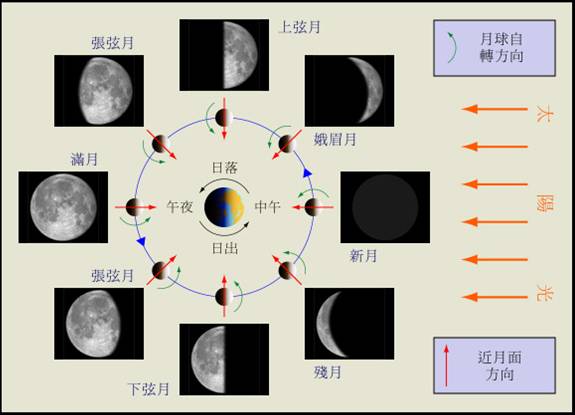 上弦月
張弦月
月球自
轉方向
娥眉月
太
陽
光
滿月
日落
午夜
中午
日出
新月
張弦月
下弦月
殘月
近月面
方向